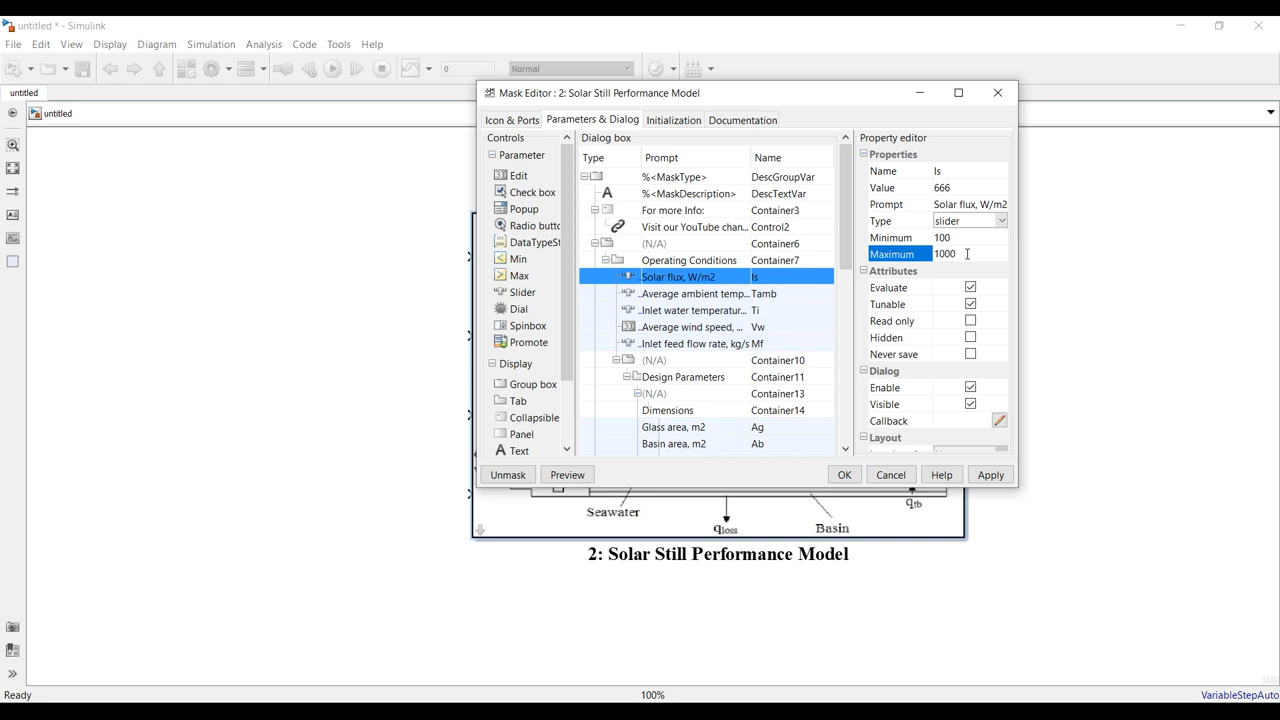 untitled * - Simulink
File Edit View Display Diagram Simulation Analysis Code Tools Help
0 Normal
untitled
untitled
Mask Editor : 2: Solar Still Performance Model
Icon & Ports Parameters & Dialog Initialization Documentation
Controls
Parameter
Edit
Check box
Popup
Radio butto
DataTypeSt
Min
Max
Slider
Dial
Spinbox
Promote
Display
Group box
Tab
Collapsible
Panel
A Text
Dialog box
Type Prompt Name
%<MaskType> DescGroupVar
A %<MaskDescription> DescTextVar
For more Info: Container3
Visit our YouTube chan... Control2
(N/A) Container6
Operating Conditions Container7
Solar flux, W/m2 Is
..Average ambient temp... Tamb
..Inlet water temperatur... Ti
..Average wind speed, ... Vw
..Inlet feed flow rate, kg/s Mf
(N/A) Container10
Design Parameters Container11
(N/A) Container13
Dimensions Container14
Glass area, m2 Ag
Basin area, m2 Ab
Property editor
Properties
Name Is
Value 666
Prompt Solar flux, W/m2
Type slider
Minimum 100
Maximum 1000
Attributes
Evaluate
Tunable
Read only
Hidden
Never save
Dialog
Enable
Visible
Callback
Layout
Unmask Preview OK Cancel Help Apply
Seawater
qloss
Basin
qtb
2: Solar Still Performance Model
Ready 100% VariableStepAuto